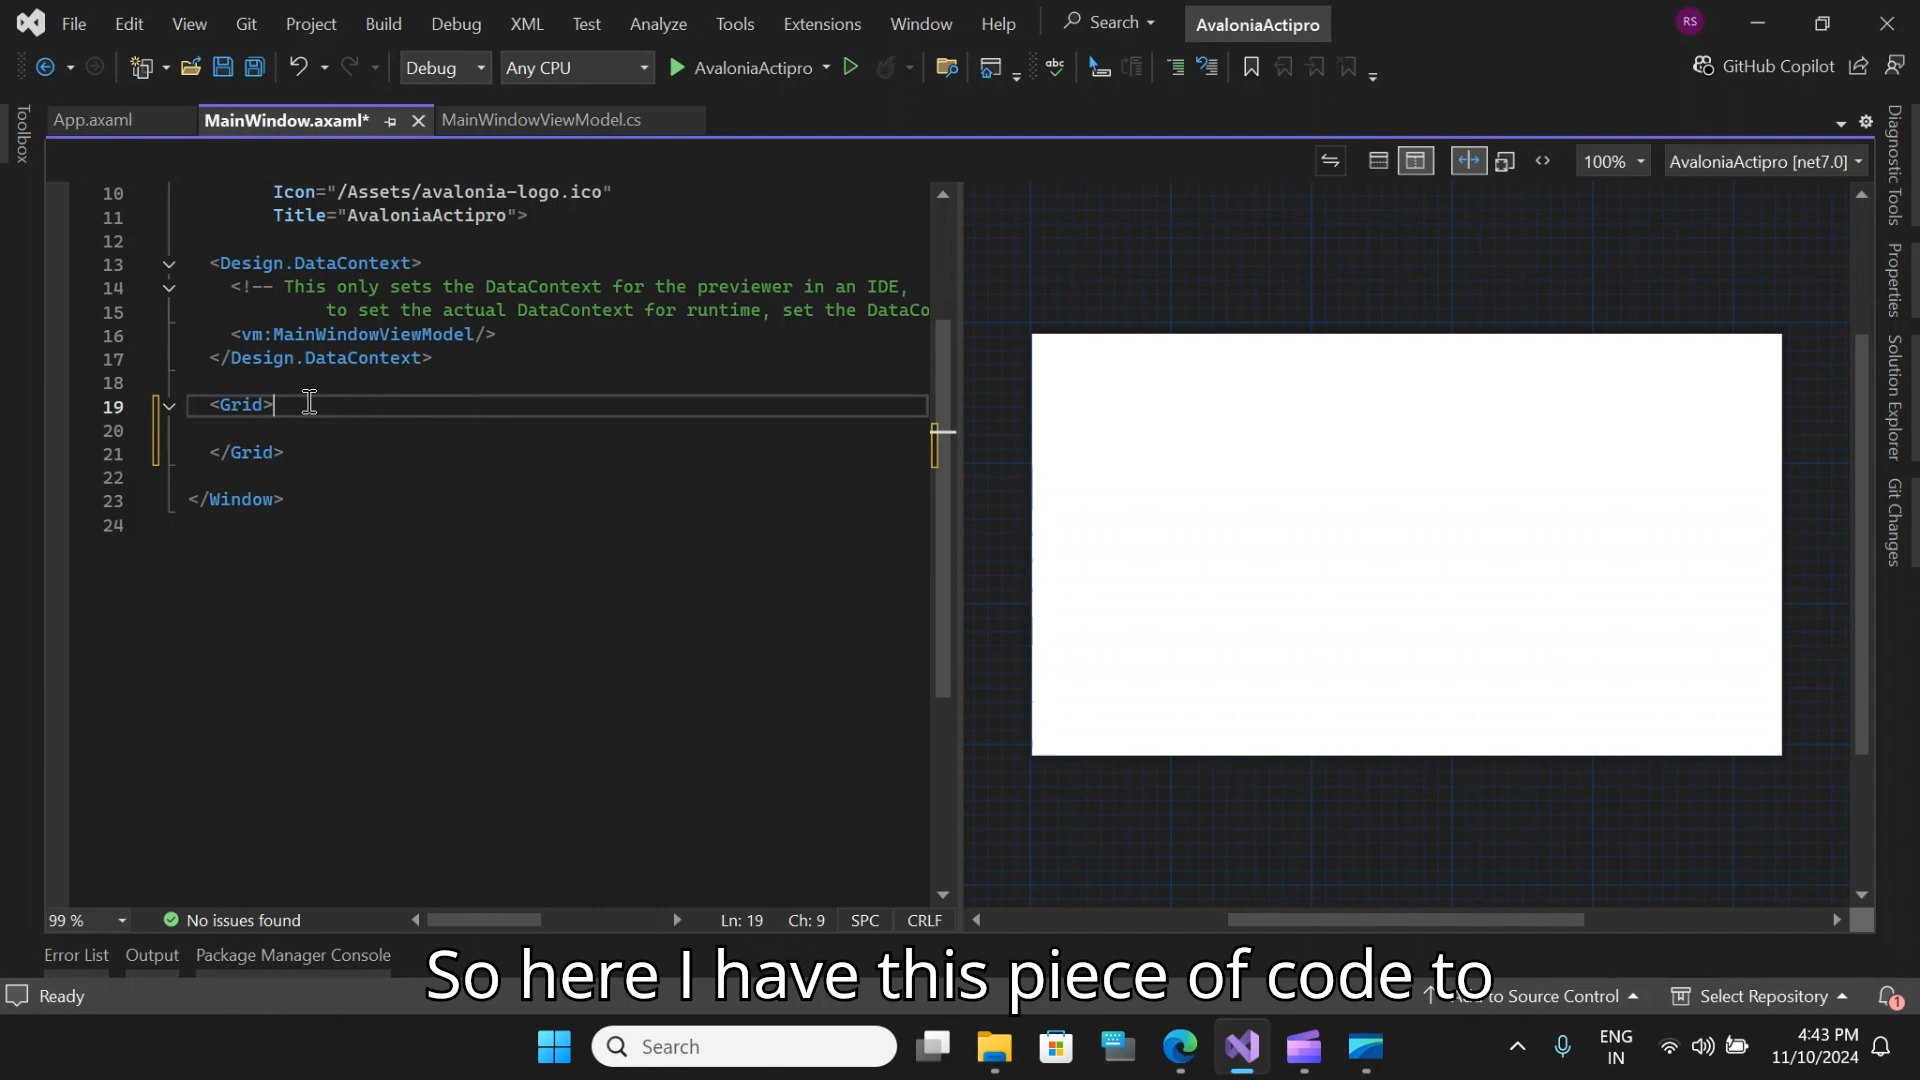 File Edit View Git Project Build Debug XML Test Analyze Tools Extensions Window Help Search AvaloniaActipro RS
Debug Any CPU AvaloniaActipro GitHub Copilot
Toolbox
App.axaml MainWindow.axaml* MainWindowViewModel.cs
100% AvaloniaActipro [net7.0]
10 Icon="/Assets/avalonia-logo.ico"
11 Title="AvaloniaActipro">
12
13 <Design.DataContext>
14 <!-- This only sets the DataContext for the previewer in an IDE,
15 to set the actual DataContext for runtime, set the DataCo
16 <vm:MainWindowViewModel/>
17 </Design.DataContext>
18
19 <Grid>
20
21 </Grid>
22
23 </Window>
24
Diagnostic Tools
Properties
Solution Explorer
Git Changes
99 % No issues found Ln: 19 Ch: 9 SPC CRLF
Error List Output Package Manager Console
So here I have this piece of code to
Ready to Source Control Select Repository 1
Search ENG IN 4:43 PM 11/10/2024